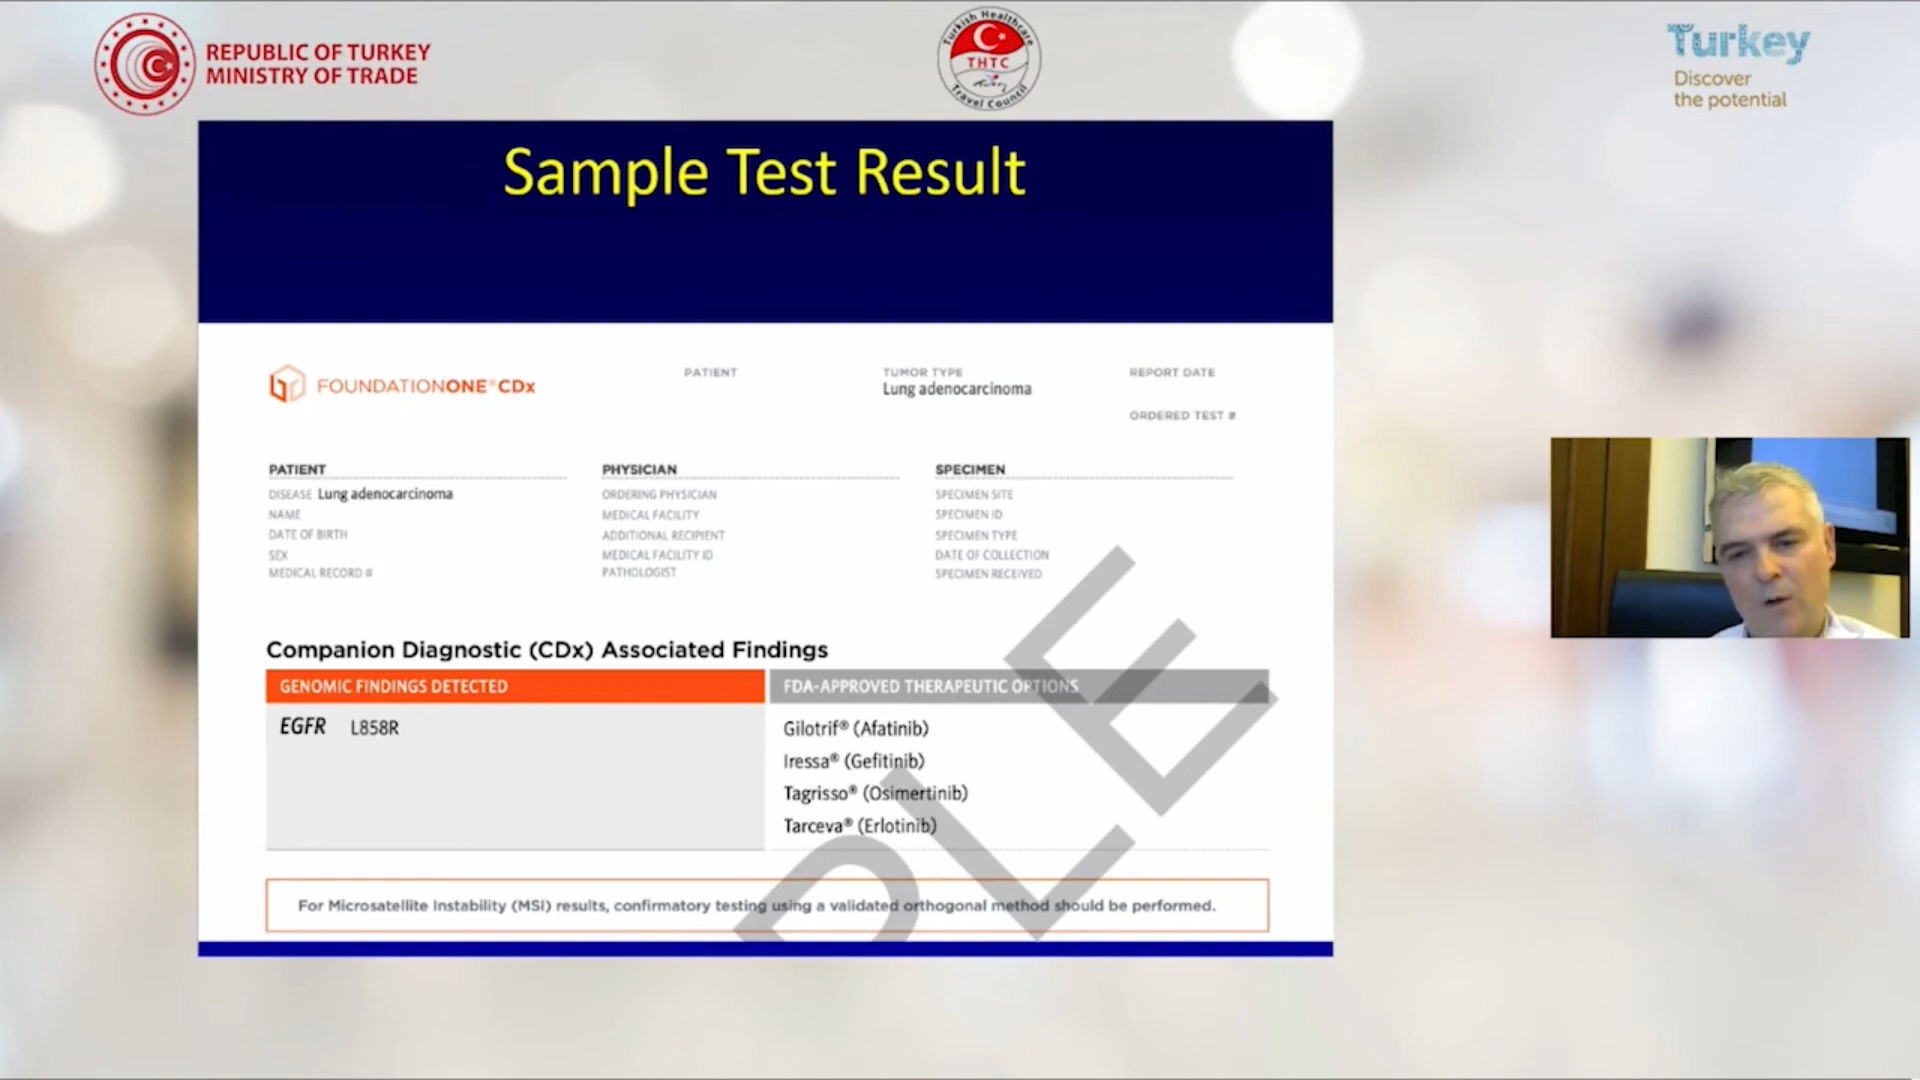 REPUBLIC OF TURKEY
MINISTRY OF TRADE
Turkish Healthcare
THTC
Travel Council
Turkey
Discover
the potential
Sample Test Result
FOUNDATIONONE®CDx
PATIENT
TUMOR TYPE
Lung adenocarcinoma
REPORT DATE
ORDERED TEST #
PATIENT
DISEASE Lung adenocarcinoma
NAME
DATE OF BIRTH
SEX
MEDICAL RECORD #
PHYSICIAN
ORDERING PHYSICIAN
MEDICAL FACILITY
ADDITIONAL RECIPIENT
MEDICAL FACILITY ID
PATHOLOGIST
SPECIMEN
SPECIMEN SITE
SPECIMEN ID
SPECIMEN TYPE
DATE OF COLLECTION
SPECIMEN RECEIVED
Companion Diagnostic (CDx) Associated Findings
GENOMIC FINDINGS DETECTED
FDA-APPROVED THERAPEUTIC OPTIONS
EGFR L858R
Gilotrif® (Afatinib)
Iressa® (Gefitinib)
Tagrisso® (Osimertinib)
Tarceva® (Erlotinib)
For Microsatellite Instability (MSI) results, confirmatory testing using a validated orthogonal method should be performed.
PLE